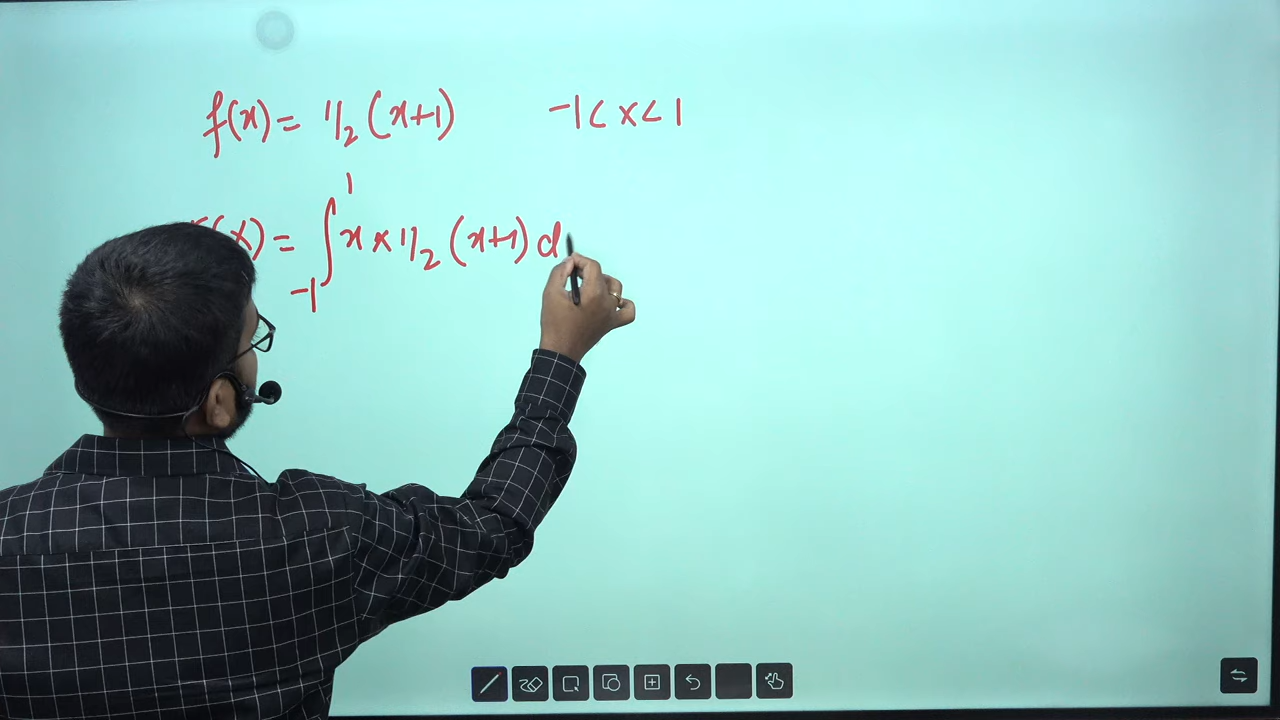 f(x) = 1/2 (x+1) -1 < x < 1
(x) = ∫ 1 -1 x × 1/2 (x+1) d